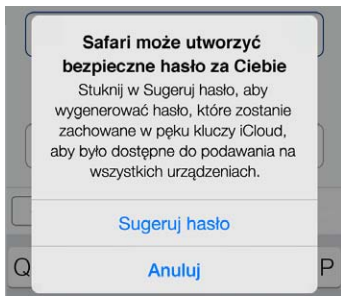 Safari może utworzyć
bezpieczne hasło za Ciebie
Stuknij w Sugeruj hasło, aby
wygenerować hasło, które zostanie
zachowane w pęku kluczy iCloud,
aby było dostępne do podawania na
wszystkich urządzeniach.
Sugeruj hasło
Q
P
Anuluj